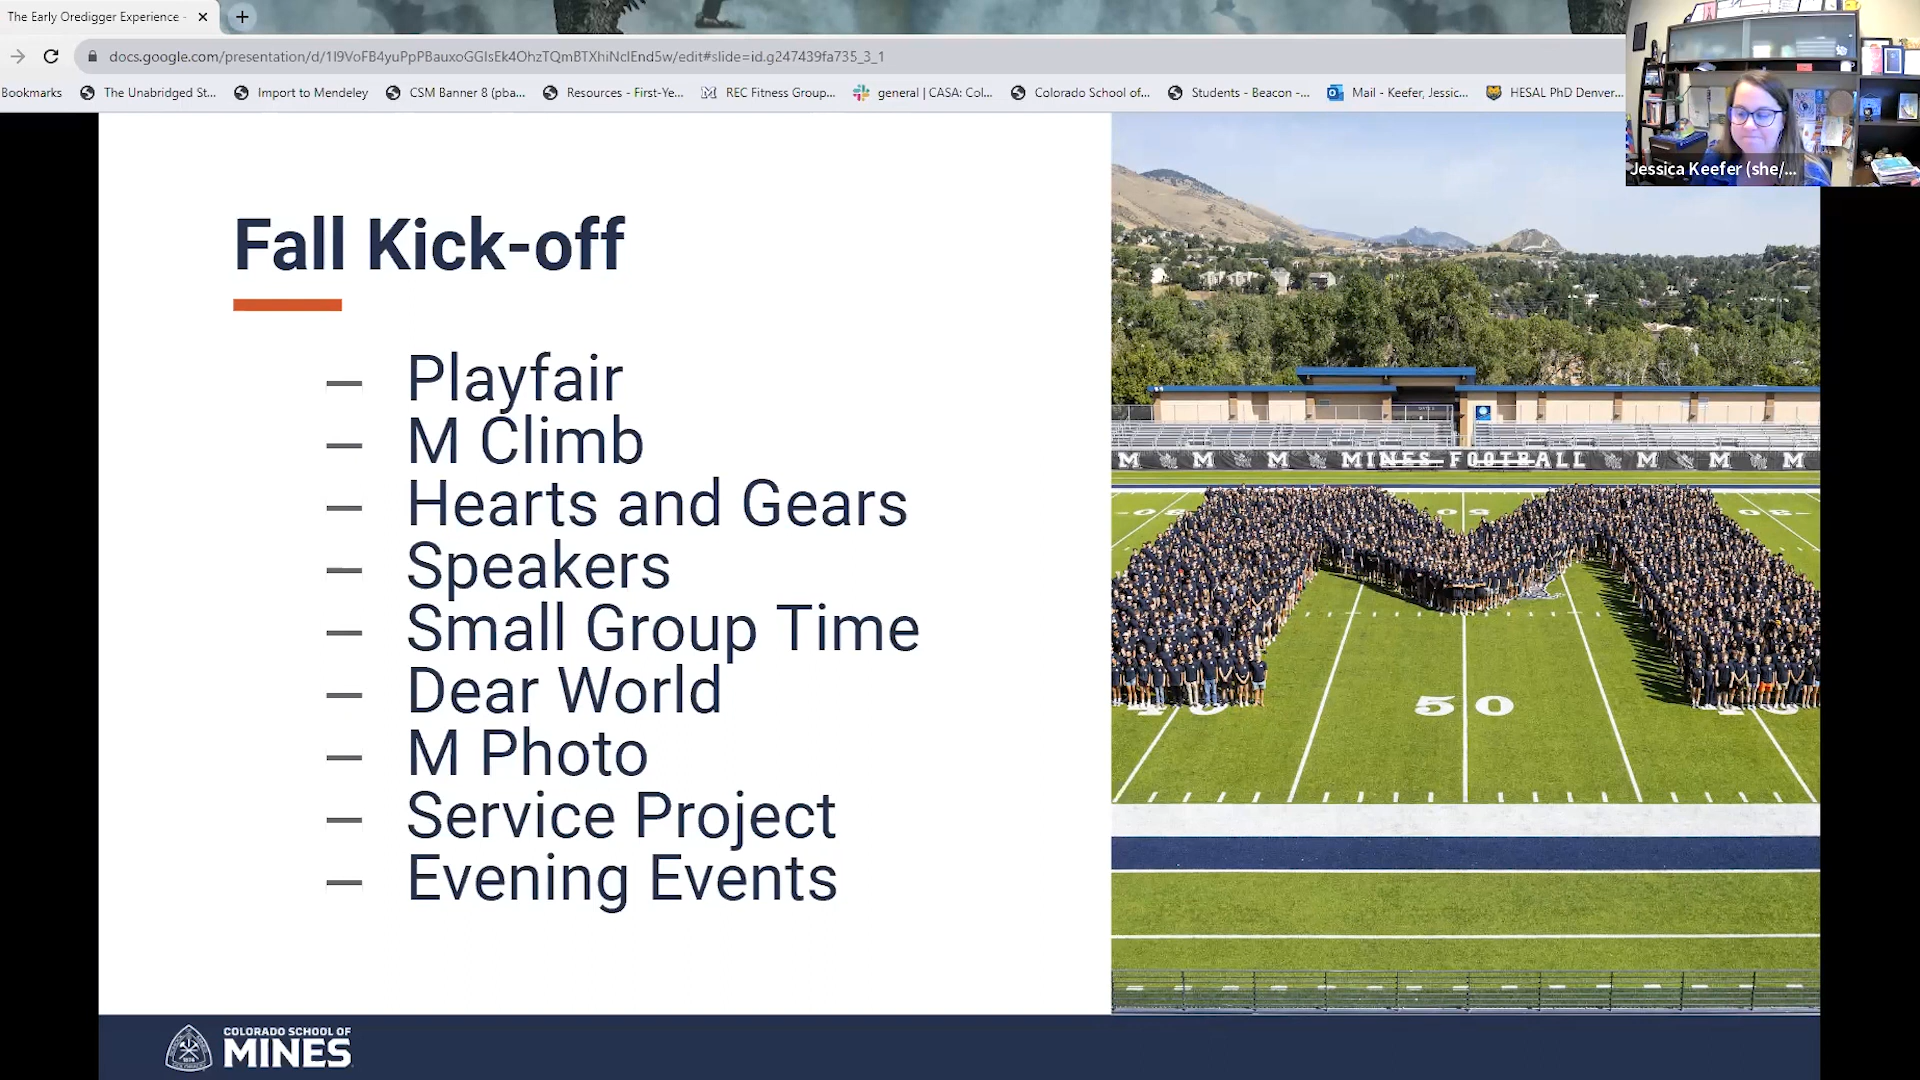 The Early Oredigger Experience -
docs.google.com/presentation/d/1I9VoFB4yuPpPBauxoGGIsEk4OhzTQmBTXhiNcIEnd5w/edit#slide=id.g247439fa735_3_1
Bookmarks
The Unabridged St...
Import to Mendeley
CSM Banner 8 (pba...
Resources - First-Ye...
REC Fitness Group...
general | CASA: Col...
Colorado School of...
Students - Beacon -...
Mail - Keefer, Jessic...
HESAL PhD Denver...
Jessica Keefer (she/...
Fall Kick-off
— Playfair
— M Climb
— Hearts and Gears
— Speakers
— Small Group Time
— Dear World
— M Photo
— Service Project
— Evening Events
M M M MINES FOOTBALL M M M
50
COLORADO SCHOOL OF
MINES